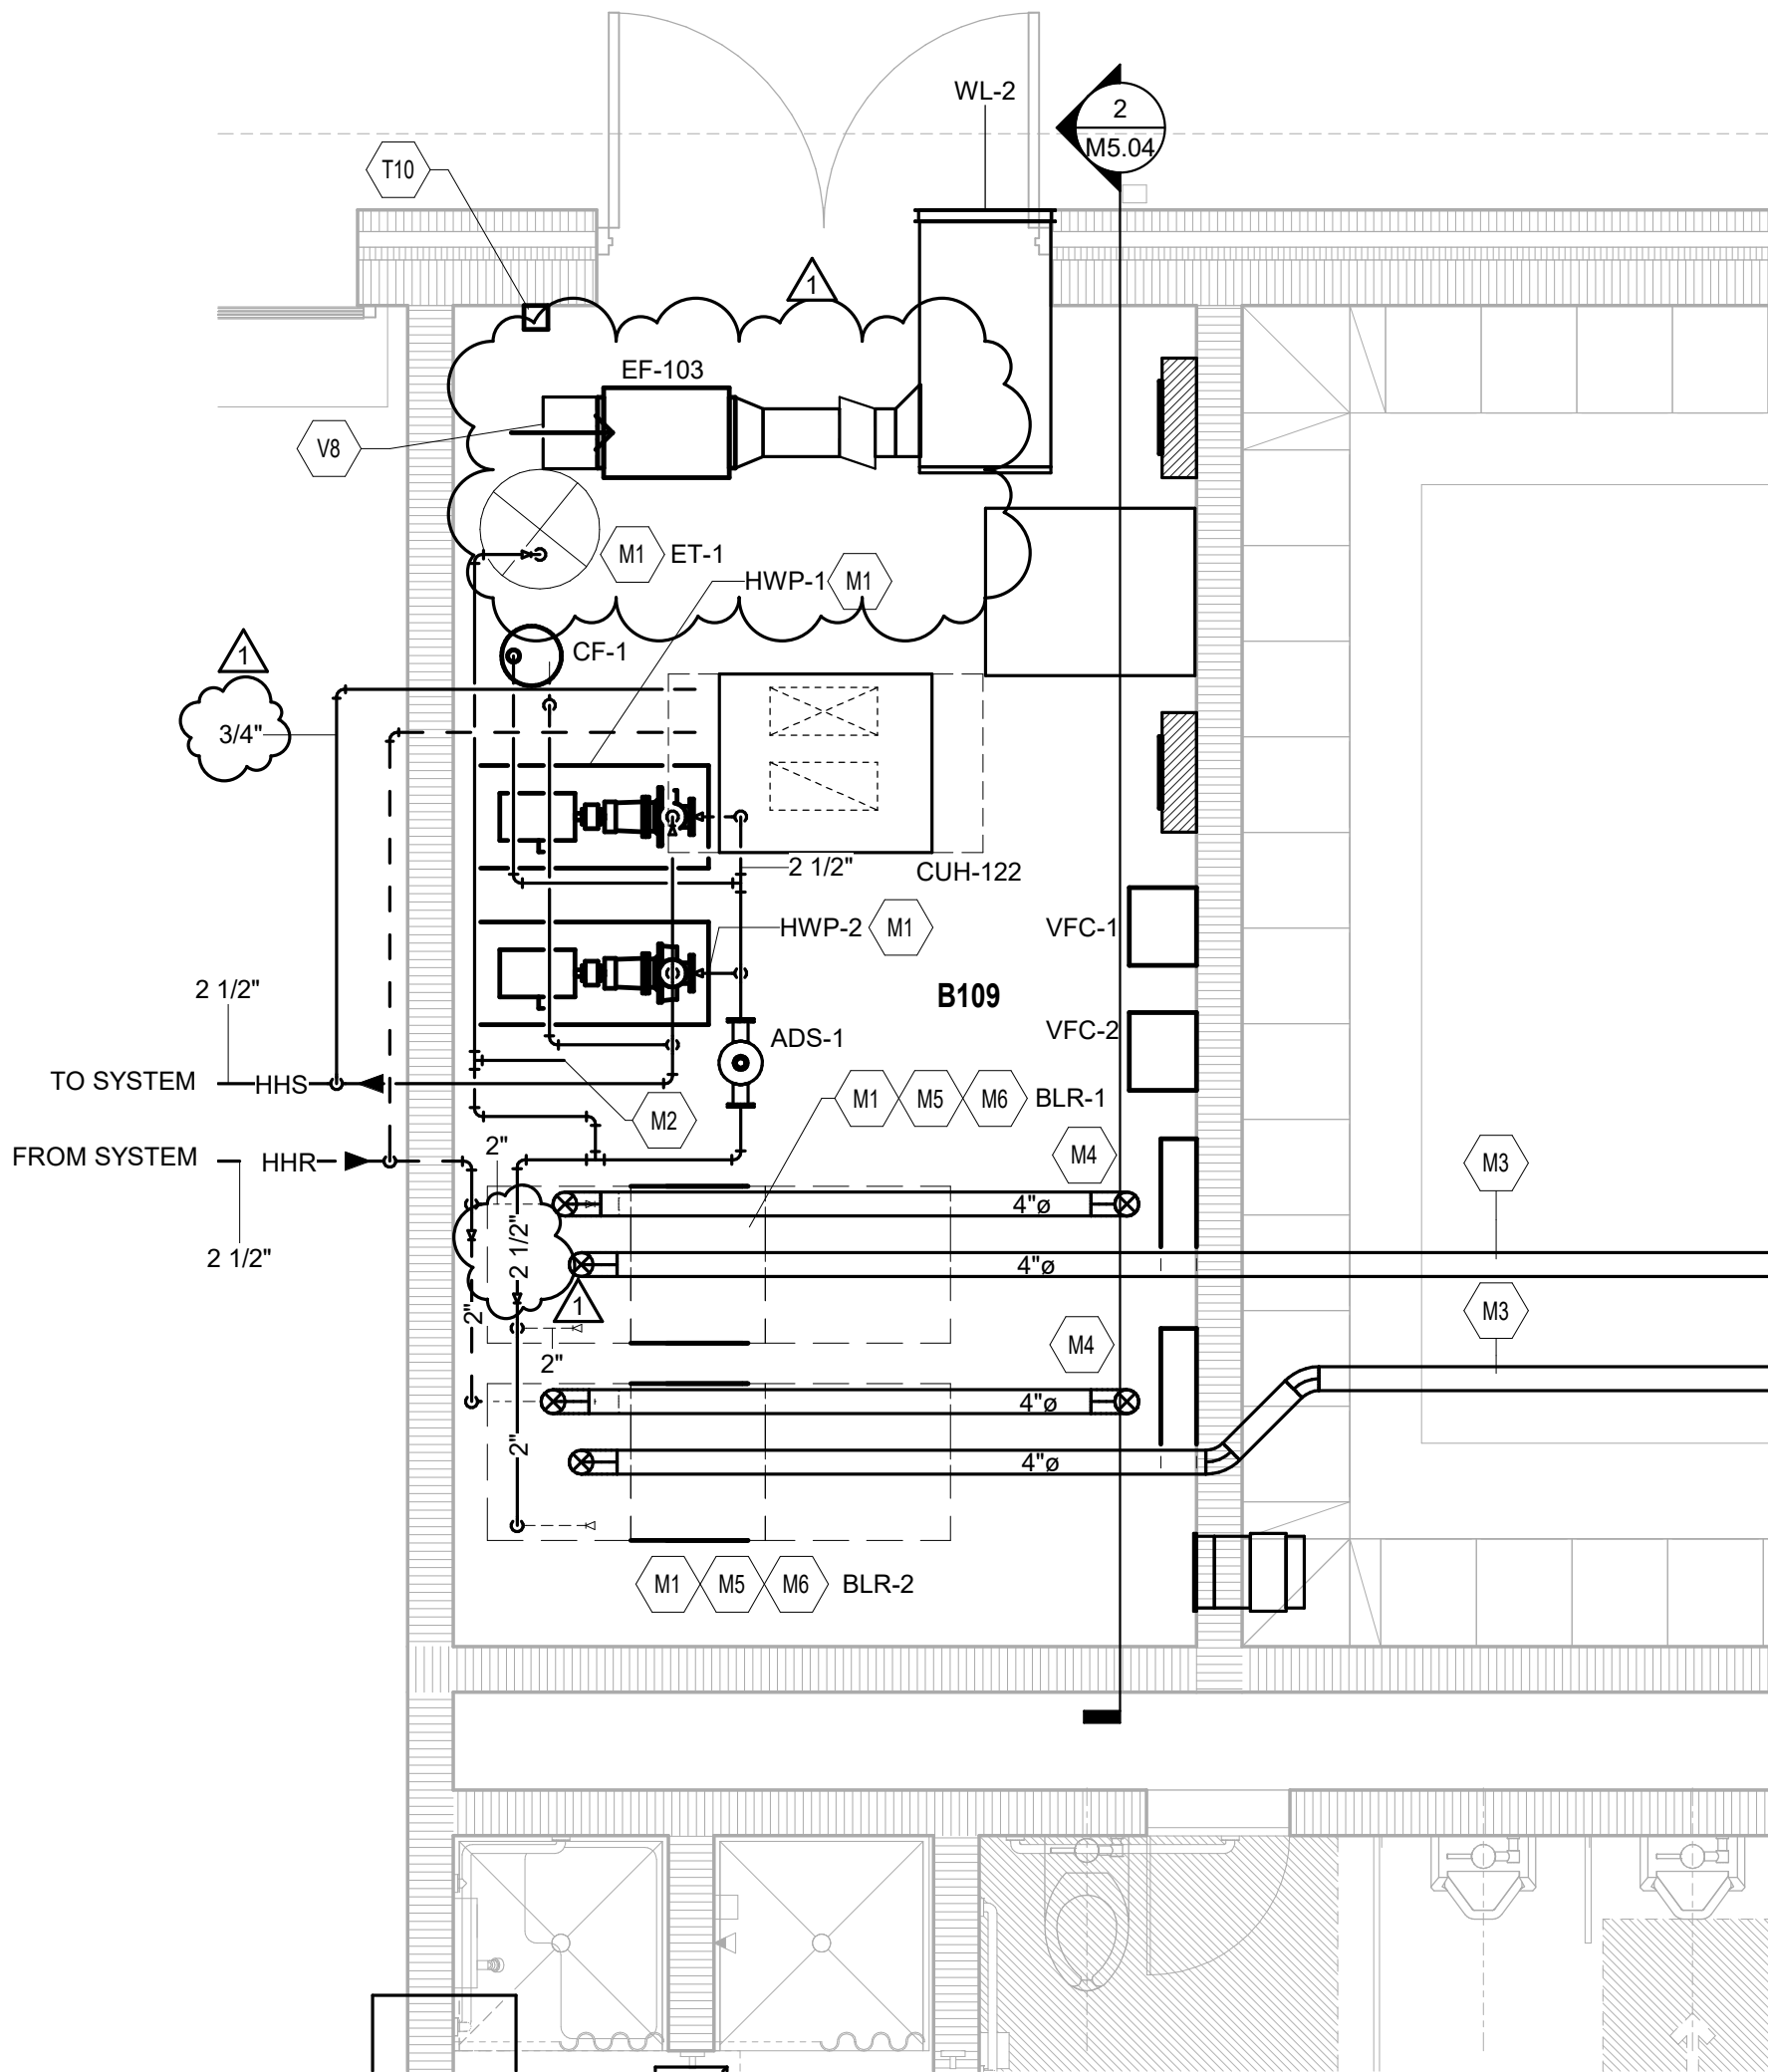 WL-2
2
M5.04
T10
1
EF-103
V8
M1 ET-1
HWP-1 M1
CF-1
1
3/4"
2 1/2"
CUH-122
HWP-2 M1
VFC-1
2 1/2"
B109
VFC-2
ADS-1
TO SYSTEM HHS
M1 M5 M6 BLR-1
M2
2"
M4
FROM SYSTEM HHR
M3
4"ø
2 1/2"
2 1/2"
4"ø
1
2"
M3
2"
M4
4"ø
2"
4"ø
M1 M5 M6 BLR-2